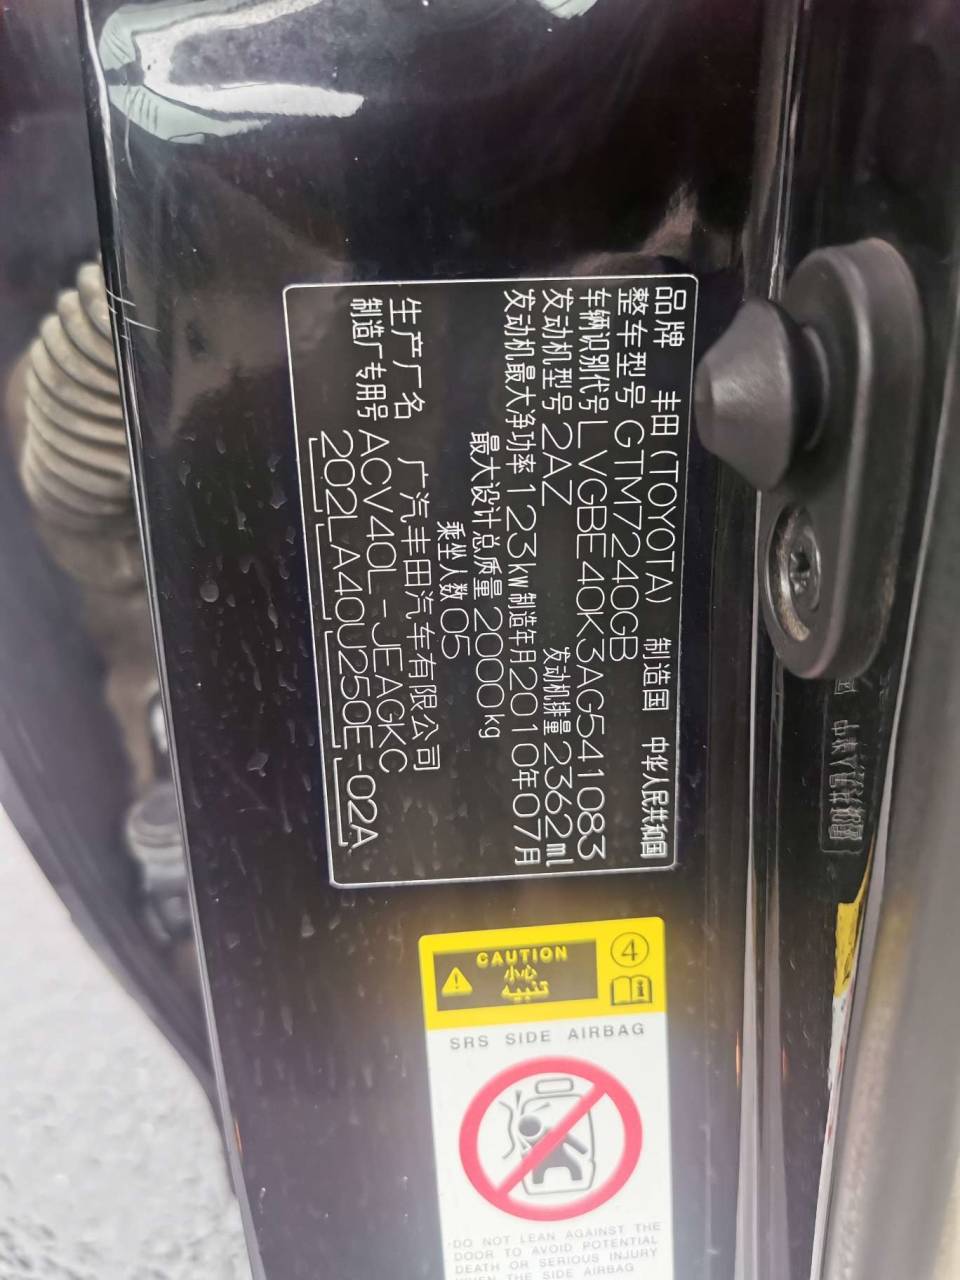 品牌 丰田(TOYOTA) 制造国 中华人民共和国
整车型号 GTM7240GB
车辆识别代号 LVGBE40K3AG541083
发动机型号 2AZ 发动机排量 2362ml
发动机最大净功率 123kw 制造年月 2010年07月
最大设计总质量 2000kg
乘坐人数 05
生产厂名 广汽丰田汽车有限公司
制造厂专用号 ACV40L-JEAGKC
202LA40U250E-02A
CAUTION
小心
4
i
SRS SIDE AIRBAG
DO NOT LEAN AGAINST THE
DOOR TO AVOID POTENTIAL
DEATH OR SERIOUS INJURY
WHEN THE SIDE AIRBAG